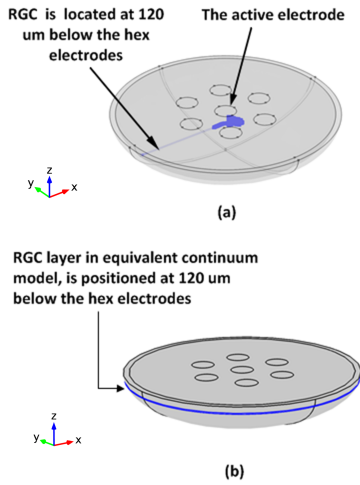 RGC is located at 120
um below the hex
electrodes
The active electrode
z
y
x
(a)
RGC layer in equivalent continuum
model, is positioned at 120 um
below the hex electrodes
z
y
x
(b)